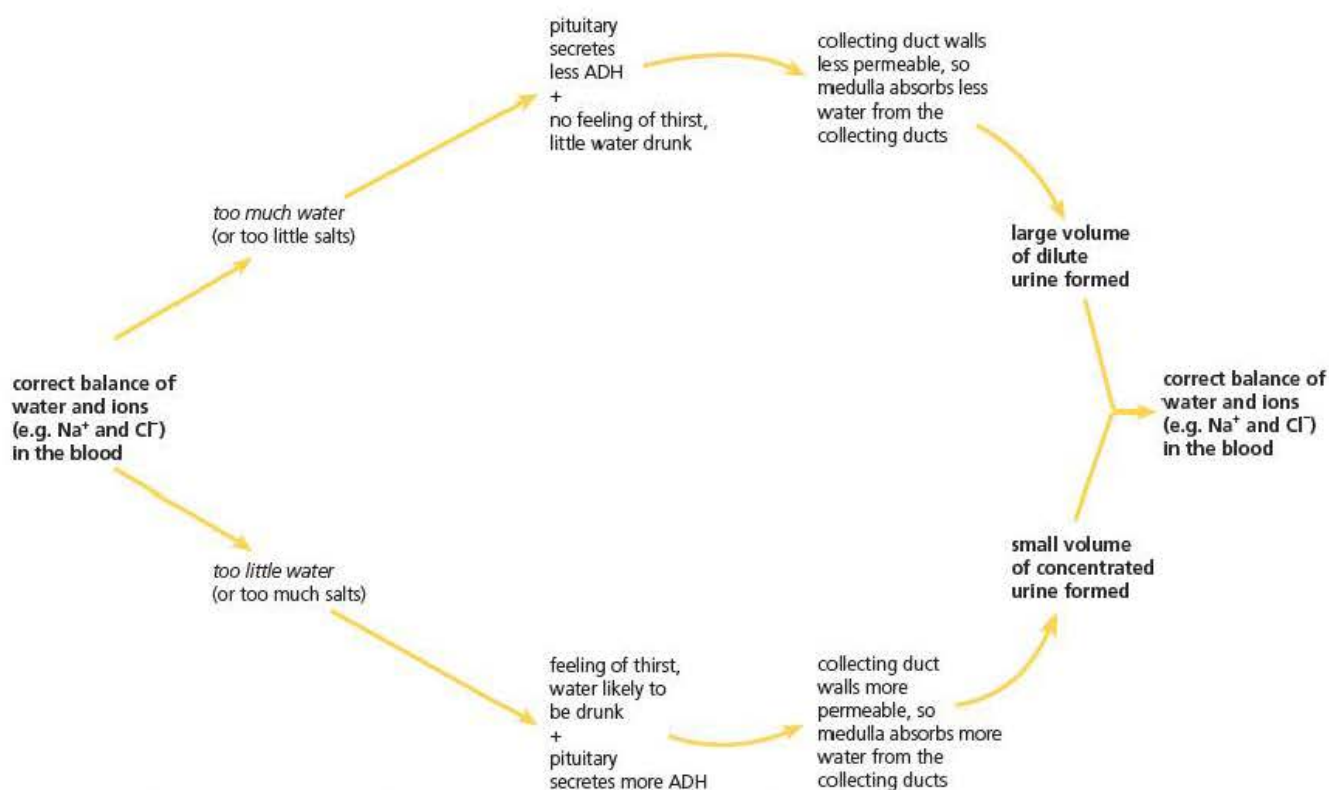 pituitary
secretes
less ADH
+
no feeling of thirst,
little water drunk
collecting duct walls
less permeable, so
medulla absorbs less
water from the
collecting ducts
too much water
(or too little salts)
large volume
of dilute
urine formed
correct balance of
water and ions
(e.g. Na⁺ and Cl⁻)
in the blood
correct balance of
water and ions
(e.g. Na⁺ and Cl⁻)
in the blood
too little water
(or too much salts)
small volume
of concentrated
urine formed
feeling of thirst,
water likely to
be drunk
+
pituitary
secretes more ADH
collecting duct
walls more
permeable, so
medulla absorbs more
water from the
collecting ducts